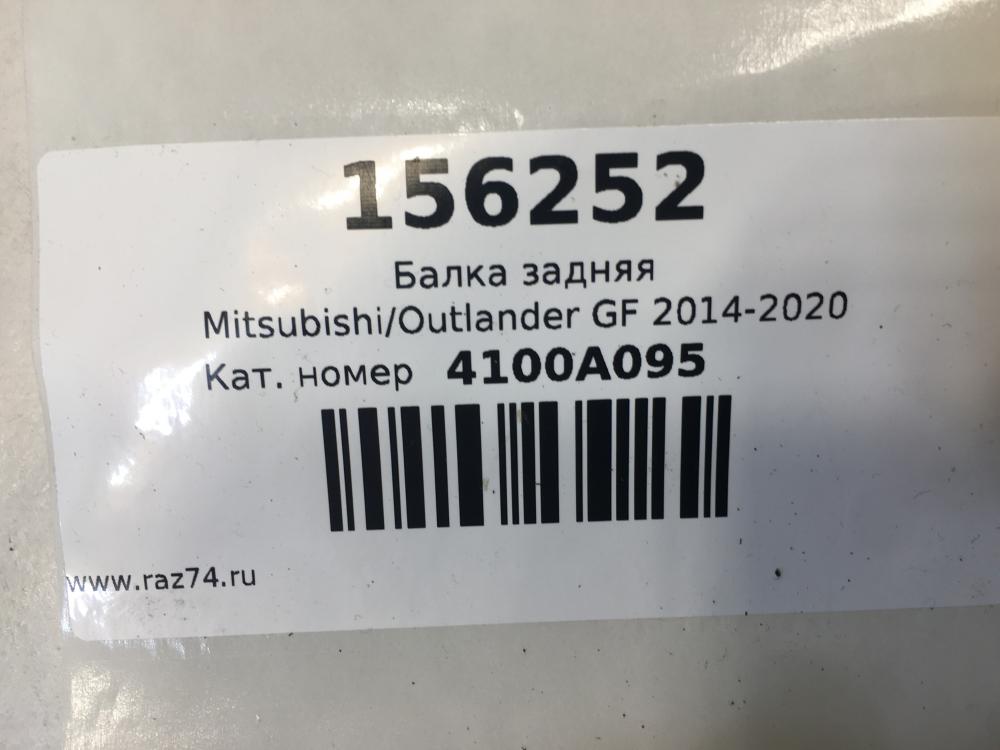 156252
Балка задняя
Mitsubishi/Outlander GF 2014-2020
Кат. номер 4100A095
www.raz74.ru